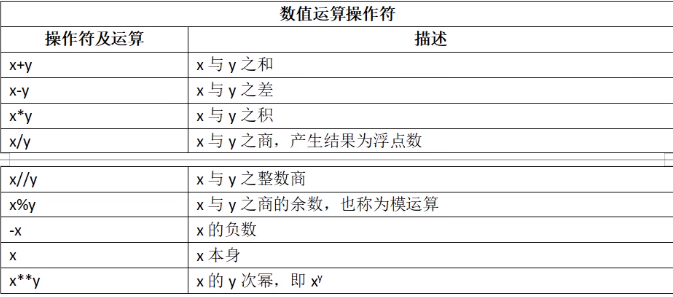 数值运算操作符
操作符及运算 描述
x+y x 与 y 之和
x-y x 与 y 之差
x*y x 与 y 之积
x/y x 与 y 之商，产生结果为浮点数
x//y x 与 y 之整数商
x%y x 与 y 之商的余数，也称为模运算
-x x 的负数
x x 本身
x**y x 的 y 次幂，即 xʸ